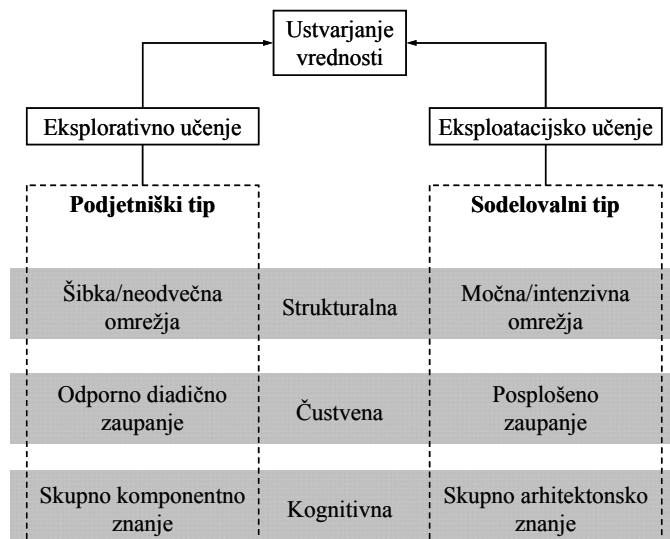 Ustvarjanje
vrednosti
Eksplorativno učenje
Eksploatacijsko učenje
Podjetniški tip
Sodelovalni tip
Šibka/neodvečna
omrežja
Strukturalna
Močna/intenzivna
omrežja
Odporno diadično
zaupanje
Čustvena
Posplošeno
zaupanje
Skupno komponentno
znanje
Kognitivna
Skupno arhitektonsko
znanje